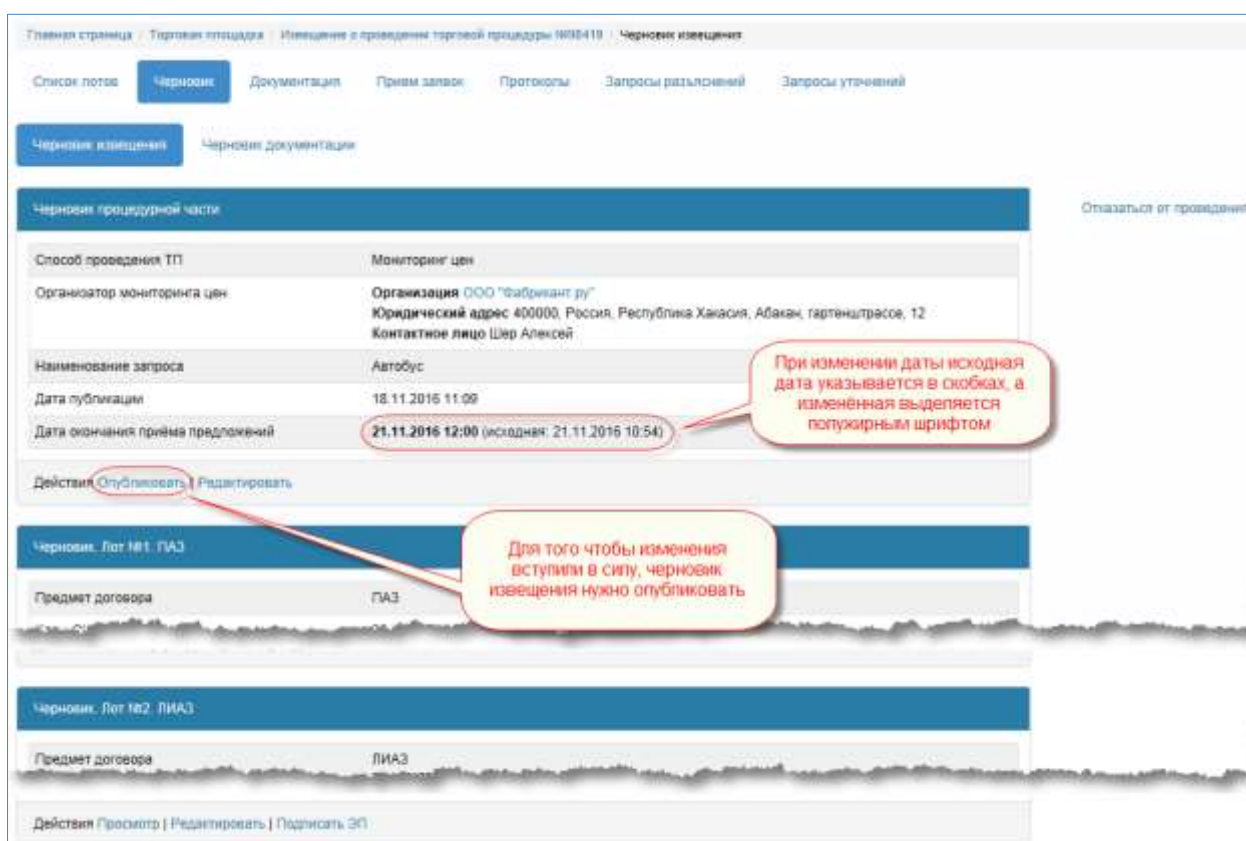 Главная страница / Торговая площадка / Извещение о проведении торговой процедуры №98419 / Черновик извещения
Список лотов Черновик Документация Прием заявок Протоколы Запросы разъяснений Запросы уточнений
Черновик извещения Черновик документации
Черновик процедурной части
Отказаться от проведения
Способ проведения ТП Мониторинг цен
Организатор мониторинга цен Организация ООО "Фабрикант.ру"
Юридический адрес 400000, Россия, Республика Хакасия, Абакан, гартенштрассе, 12
Контактное лицо Шер Алексей
Наименование запроса Автобус
Дата публикации 18.11.2016 11:09
Дата окончания приёма предложений 21.11.2016 12:00 (исходная: 21.11.2016 10:54)
При изменении даты исходная
дата указывается в скобках, а
изменённая выделяется
полужирным шрифтом
Действия Опубликовать | Редактировать
Черновик. Лот №1. ПАЗ
Для того чтобы изменения
вступили в силу, черновик
извещения нужно опубликовать
Предмет договора ПАЗ
Черновик. Лот №2. ЛИАЗ
Предмет договора ЛИАЗ
Действия Просмотр | Редактировать | Подписать ЭП